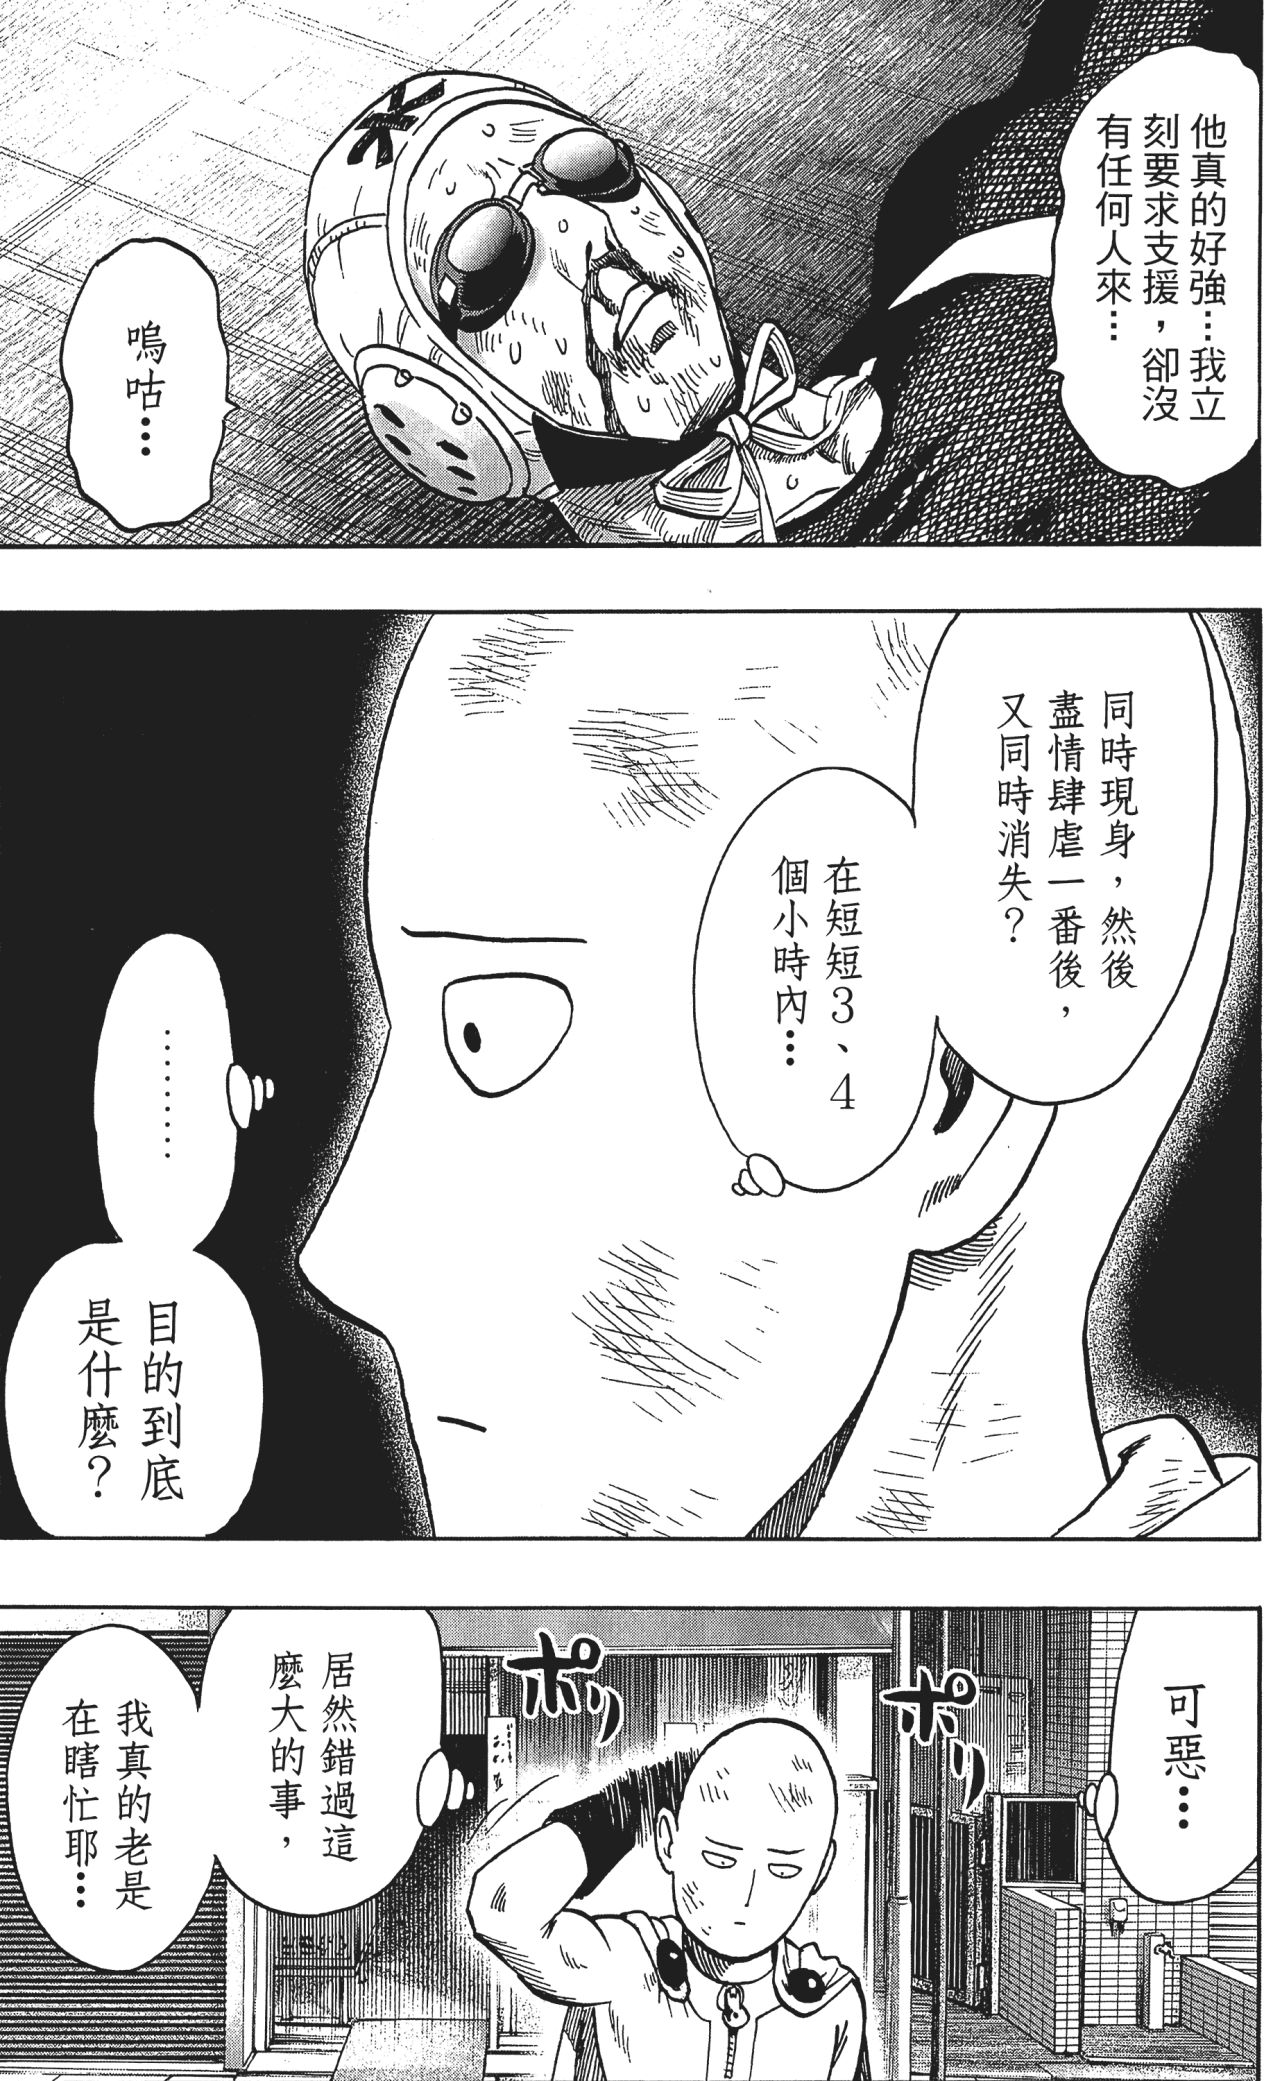 他真的好強…我立
刻要求支援，卻沒
有任何人來…
嗚咕…
同時現身，然後
盡情肆虐一番後，
又同時消失？
在短短3、4
個小時內…
………
目的到底
是什麼？
可惡…
ポリ
ポリ
居然錯過這
麼大的事，
我真的老是
在瞎忙耶…